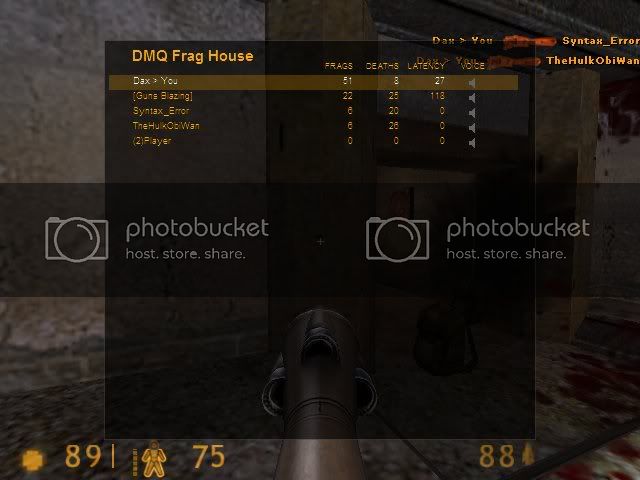 DMQ Frag House
Dax > You Syntax_Error
Dax > You TheHulkObiWan
FRAGS DEATHS LATENCY VOICE
Dax > You 51 8 27
[Guns Blazing] 22 25 118
Syntax_Error 6 20 0
TheHulkObiWan 6 26 0
(2)Player 0 0 0
photobucket photobucket
host. store. share. host. store. share.
89 75 88